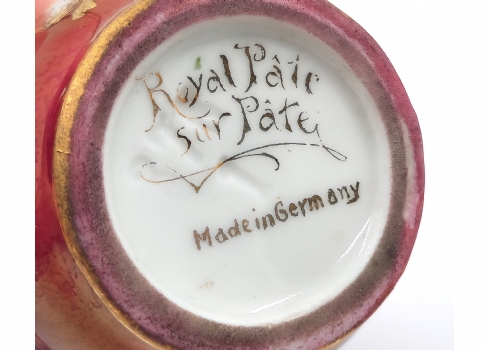 Royal Pâte
sur Pâte
Made in Germany